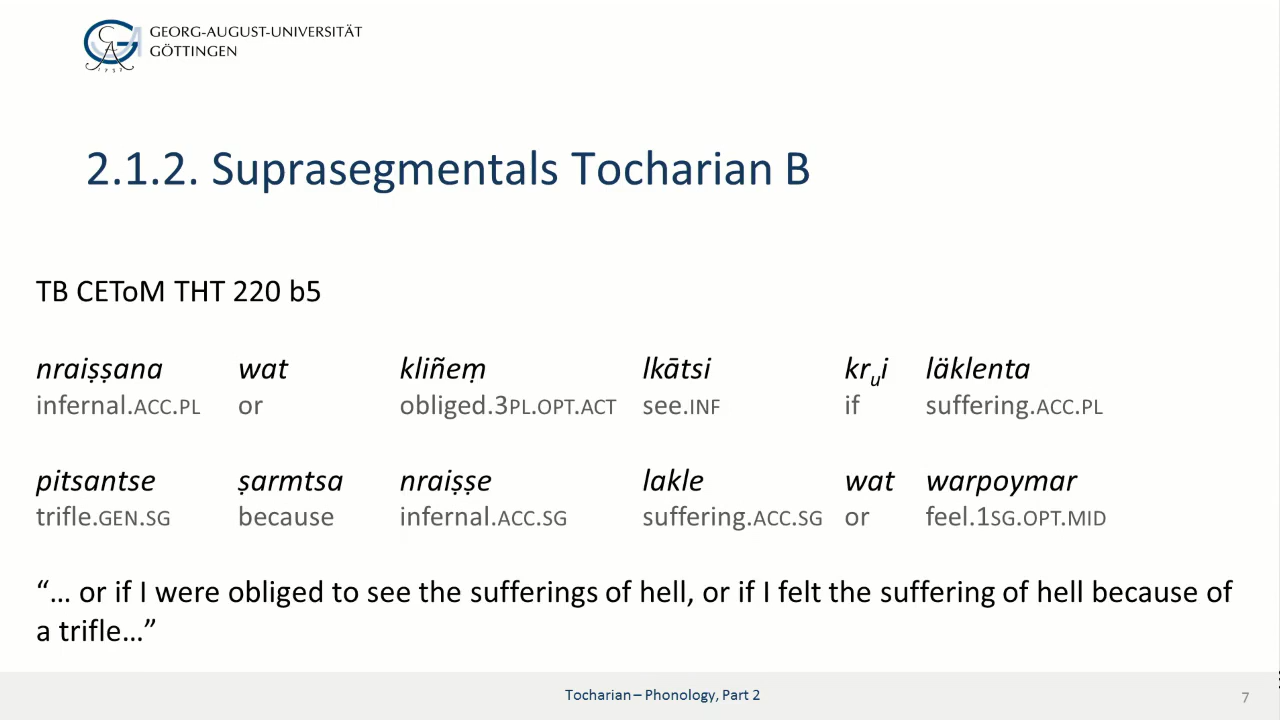 GEORG-AUGUST-UNIVERSITÄT
GÖTTINGEN
2.1.2. Suprasegmentals Tocharian B
TB CEToM THT 220 b5
nraiṣṣana wat kliñeṃ lkātsi krᵤi läklenta
infernal.ACC.PL or obliged.3PL.OPT.ACT see.INF if suffering.ACC.PL
pitsantse ṣarmtsa nraiṣṣe lakle wat warpoymar
trifle.GEN.SG because infernal.ACC.SG suffering.ACC.SG or feel.1SG.OPT.MID
“… or if I were obliged to see the sufferings of hell, or if I felt the suffering of hell because of
a trifle…”
Tocharian – Phonology, Part 2
7